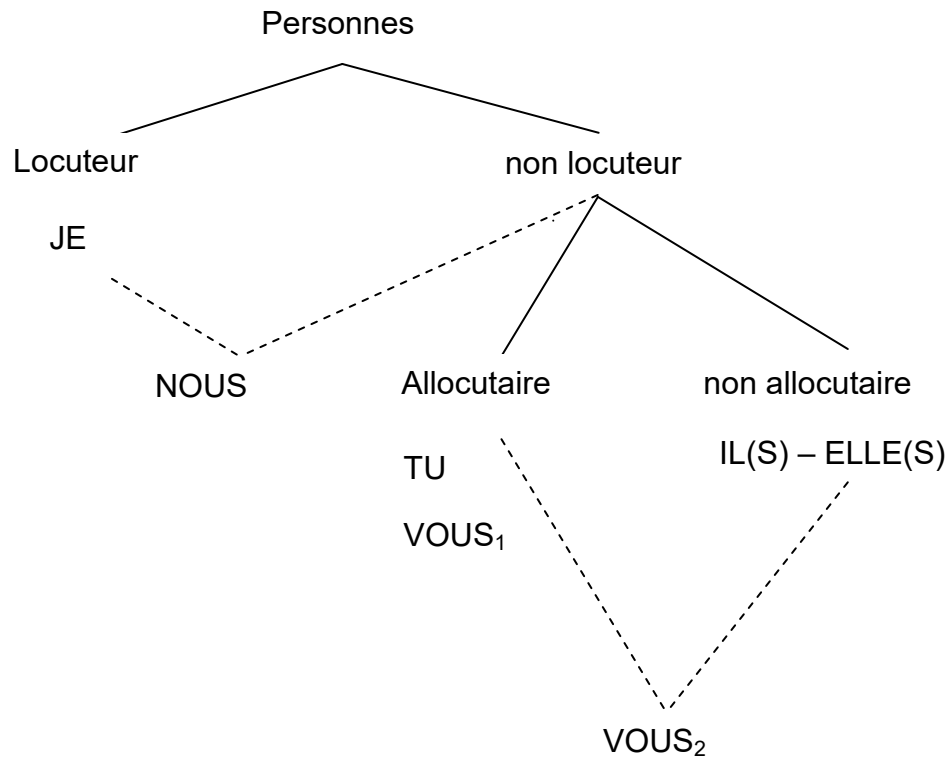 Personnes
Locuteur
non locuteur
JE
NOUS
Allocutaire
non allocutaire
TU
IL(S) – ELLE(S)
VOUS₁
VOUS₂